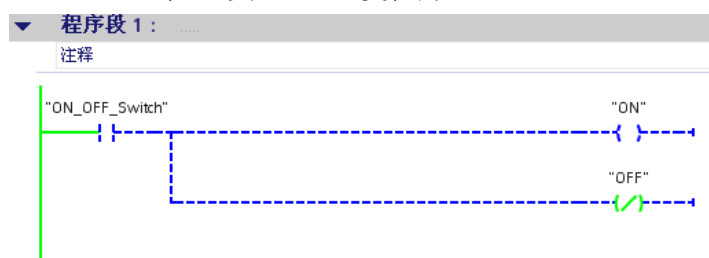 程序段 1： .....
注释
"ON_OFF_Switch"
"ON"
"OFF"